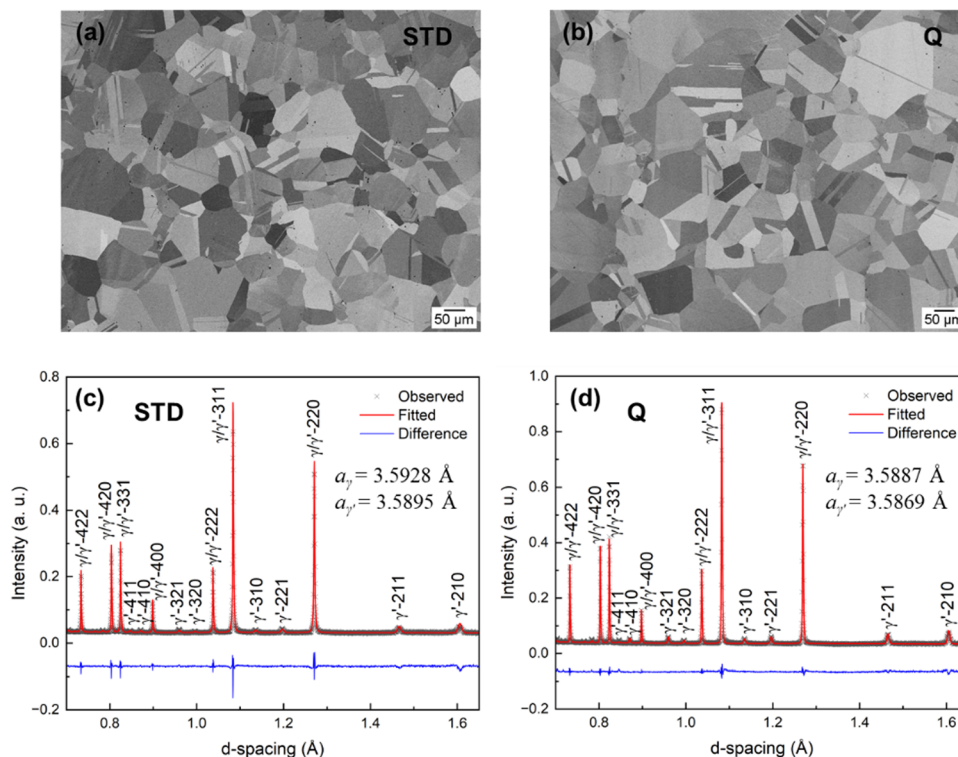 (a) STD
50 μm
(b) Q
50 μm
(c) STD
Observed
Fitted
Difference
aγ = 3.5928 Å
aγ' = 3.5895 Å
γ/γ'-422
γ/γ'-420
γ/γ'-331
γ'-411
γ'-410
γ/γ'-400
γ'-321
γ'-320
γ/γ'-222
γ/γ'-311
γ'-310
γ'-221
γ/γ'-220
γ'-211
γ'-210
Intensity (a. u.)
0.8
0.6
0.4
0.2
0.0
−0.2
0.8 1.0 1.2 1.4 1.6
d-spacing (Å)
(d) Q
Observed
Fitted
Difference
aγ = 3.5887 Å
aγ' = 3.5869 Å
γ/γ'-422
γ/γ'-420
γ/γ'-331
γ'-411
γ'-410
γ/γ'-400
γ'-321
γ'-320
γ/γ'-222
γ/γ'-311
γ'-310
γ'-221
γ/γ'-220
γ'-211
γ'-210
Intensity (a. u.)
1.0
0.8
0.6
0.4
0.2
0.0
−0.2
0.8 1.0 1.2 1.4 1.6
d-spacing (Å)